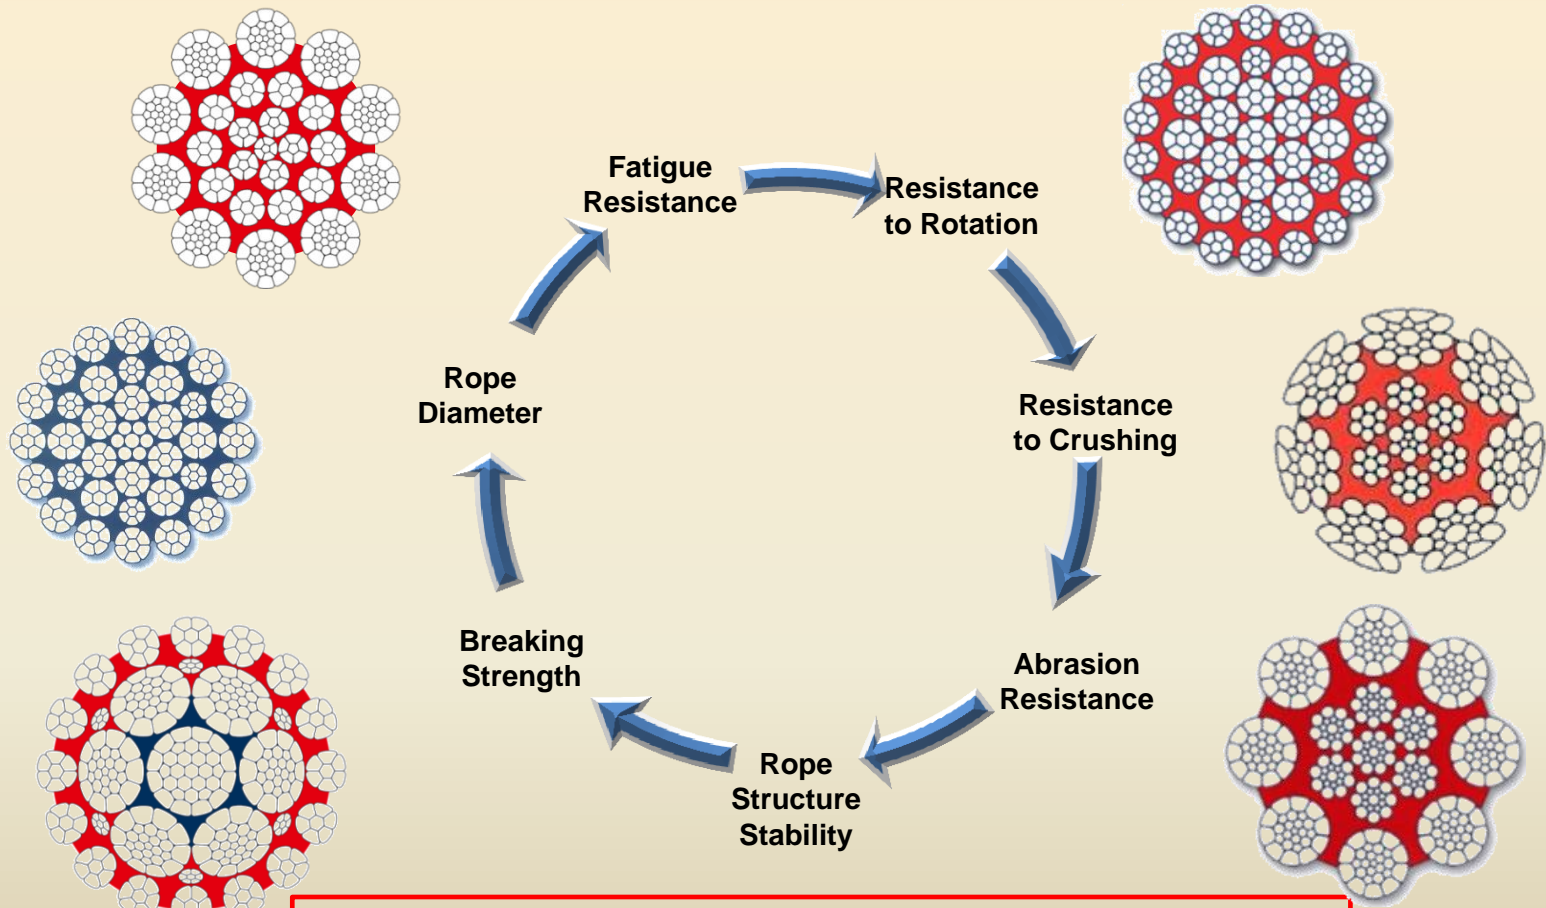 Fatigue
Resistance
Resistance
to Rotation
Resistance
to Crushing
Abrasion
Resistance
Rope
Structure
Stability
Breaking
Strength
Rope
Diameter